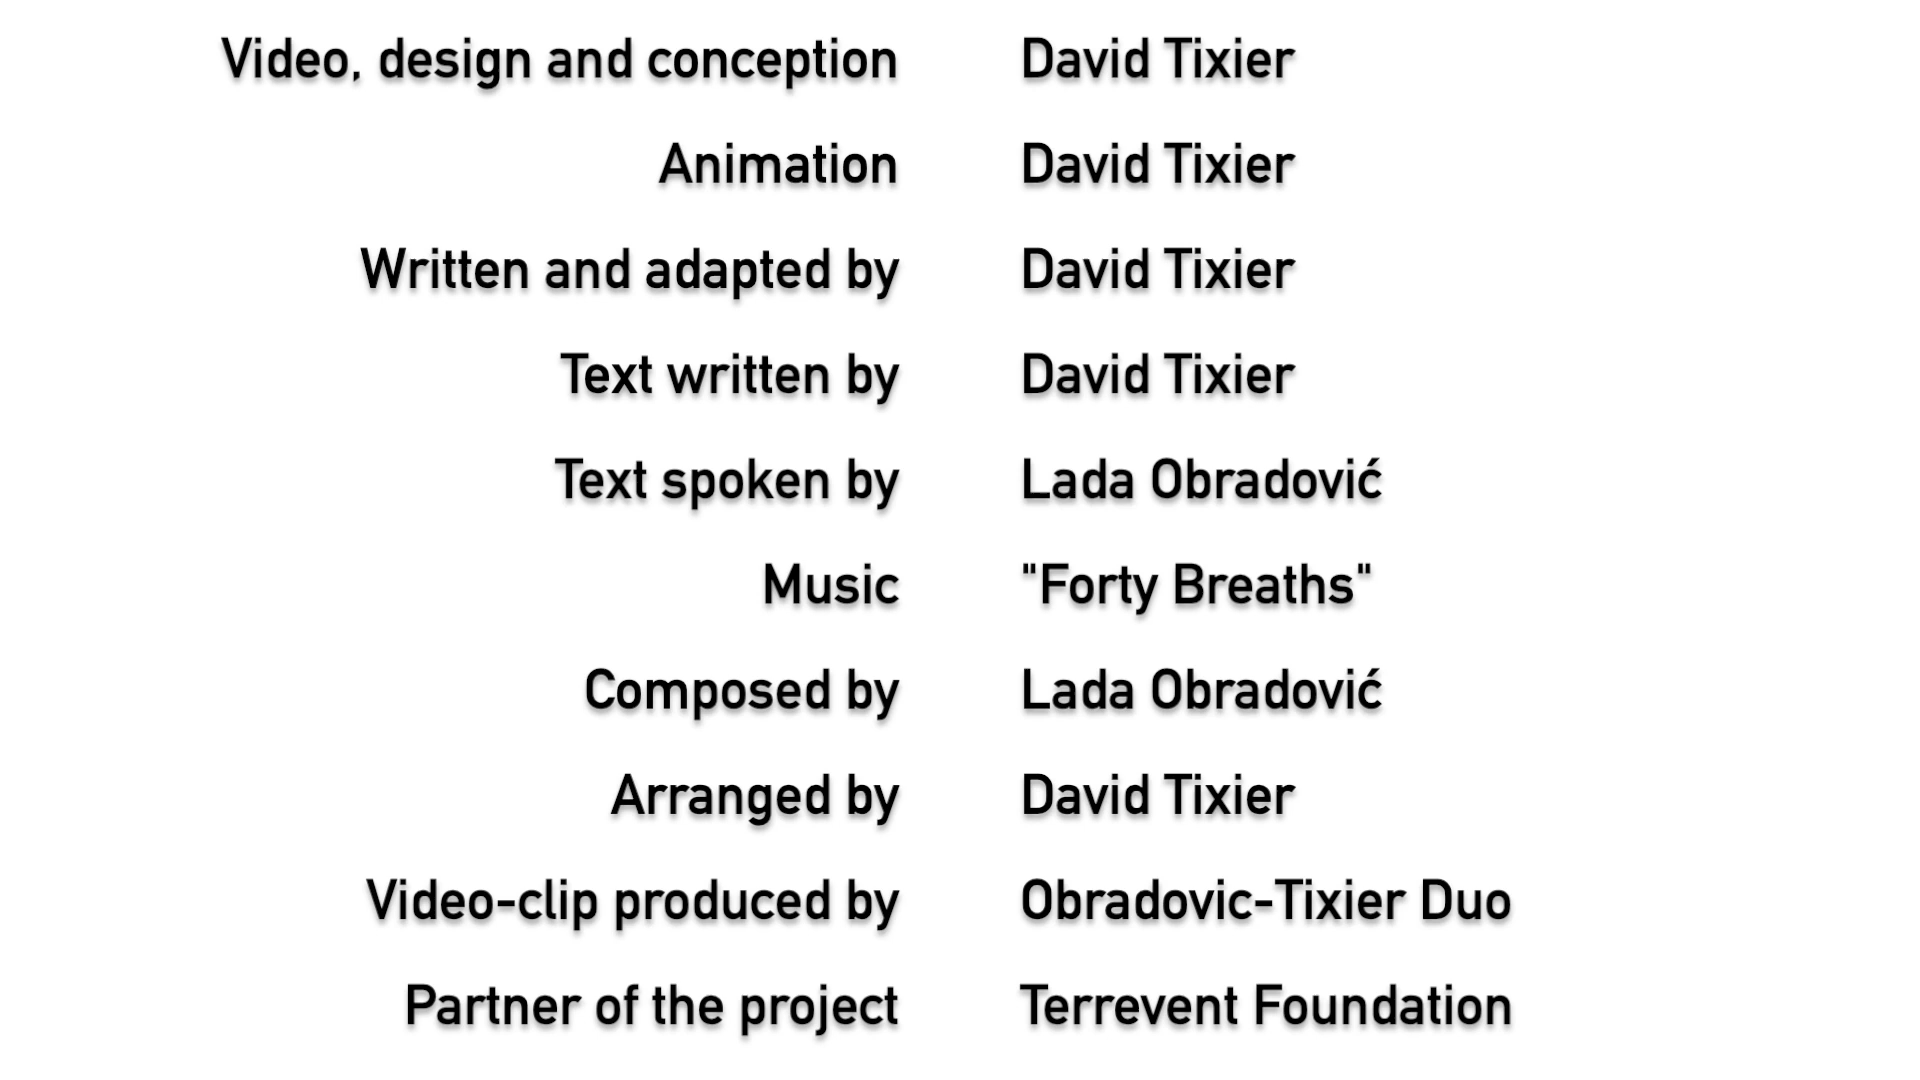 Video, design and conception David Tixier
Animation David Tixier
Written and adapted by David Tixier
Text written by David Tixier
Text spoken by Lada Obradović
Music "Forty Breaths"
Composed by Lada Obradović
Arranged by David Tixier
Video-clip produced by Obradovic-Tixier Duo
Partner of the project Terrevent Foundation